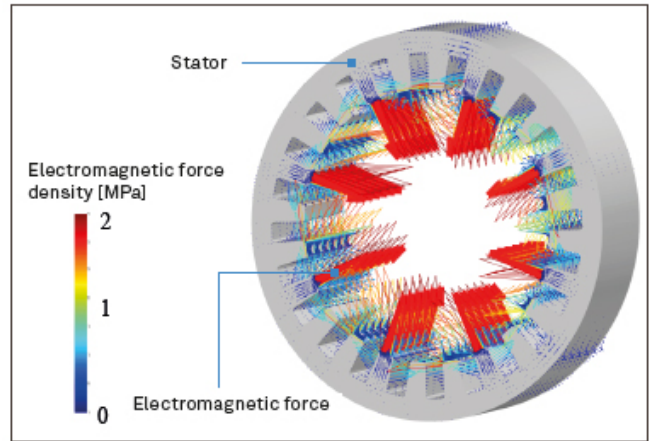 Stator
Electromagnetic force
density [MPa]
2
1
0
Electromagnetic force